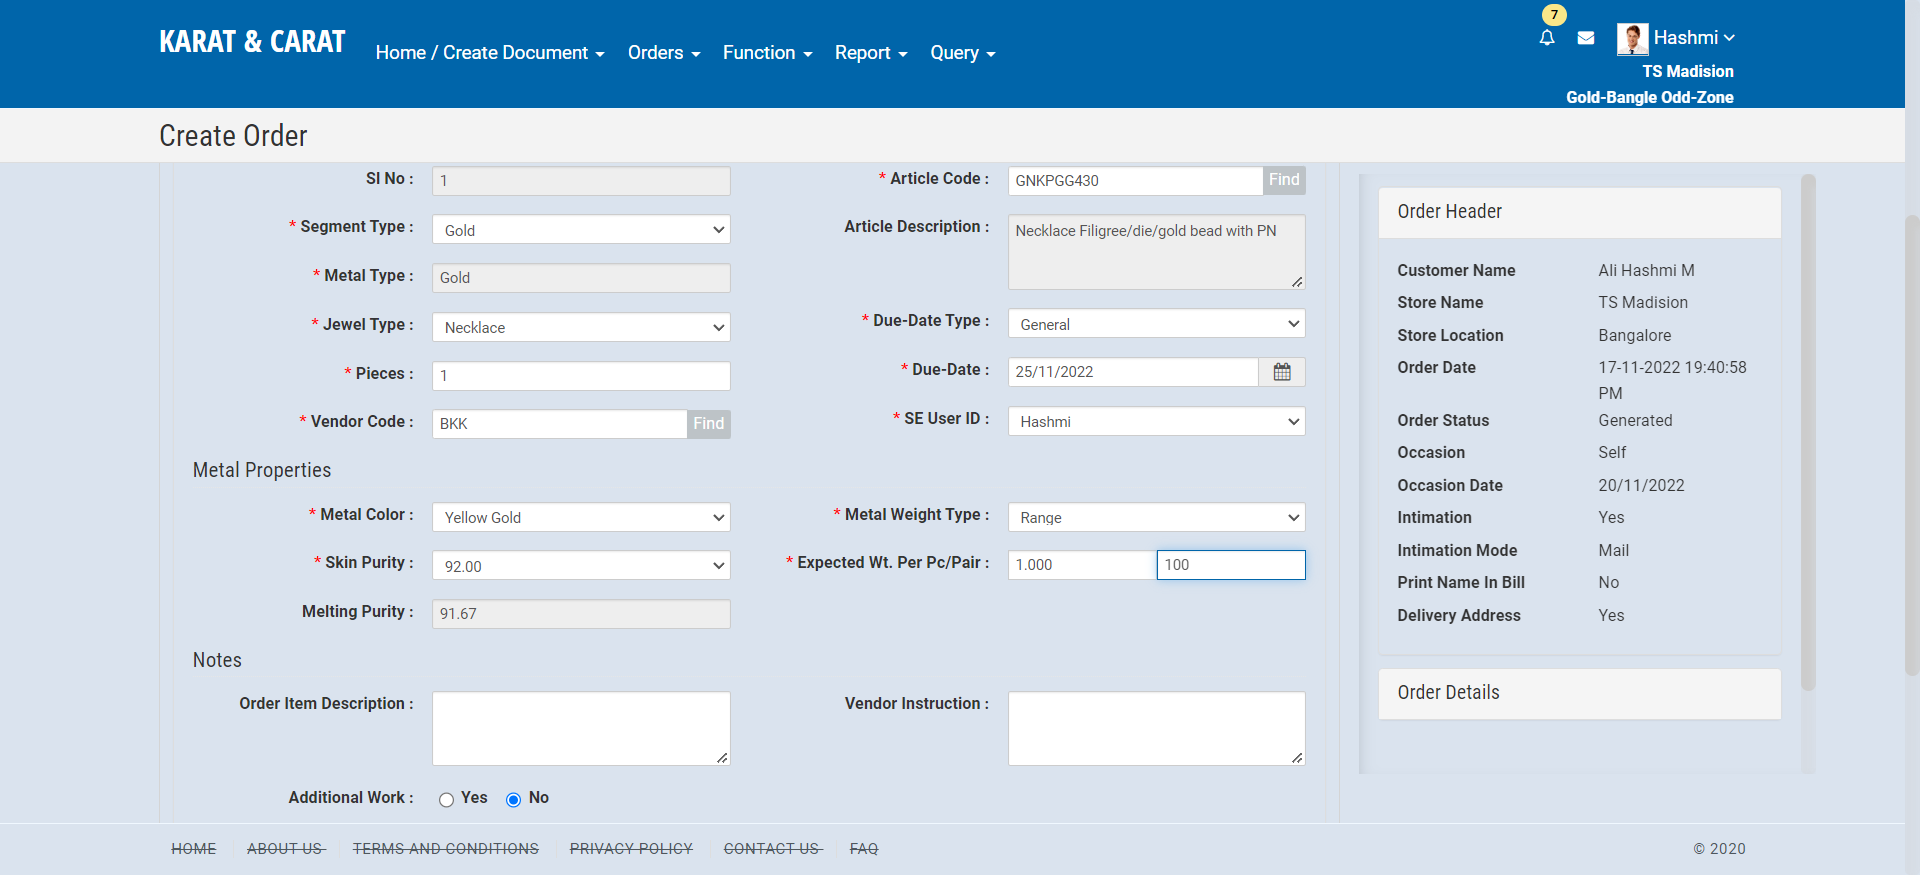 KARAT & CARAT
Home / Create Document
Orders
Function
Report
Query
7
Hashmi
TS Madision
Gold-Bangle Odd-Zone
Create Order
Sl No :
1
* Article Code :
GNKPGG430
Find
* Segment Type :
Gold
Article Description :
Necklace Filigree/die/gold bead with PN
* Metal Type :
Gold
* Jewel Type :
Necklace
* Due-Date Type :
General
* Pieces :
1
* Due-Date :
25/11/2022
* Vendor Code :
BKK
Find
* SE User ID :
Hashmi
Metal Properties
* Metal Color :
Yellow Gold
* Metal Weight Type :
Range
* Skin Purity :
92.00
* Expected Wt. Per Pc/Pair :
1.000
100
Melting Purity :
91.67
Notes
Order Item Description :
Vendor Instruction :
Additional Work :
Yes
No
Order Header
Customer Name Ali Hashmi M
Store Name TS Madision
Store Location Bangalore
Order Date 17-11-2022 19:40:58
PM
Order Status Generated
Occasion Self
Occasion Date 20/11/2022
Intimation Yes
Intimation Mode Mail
Print Name In Bill No
Delivery Address Yes
Order Details
HOME
ABOUT US
TERMS AND CONDITIONS
PRIVACY POLICY
CONTACT US
FAQ
© 2020